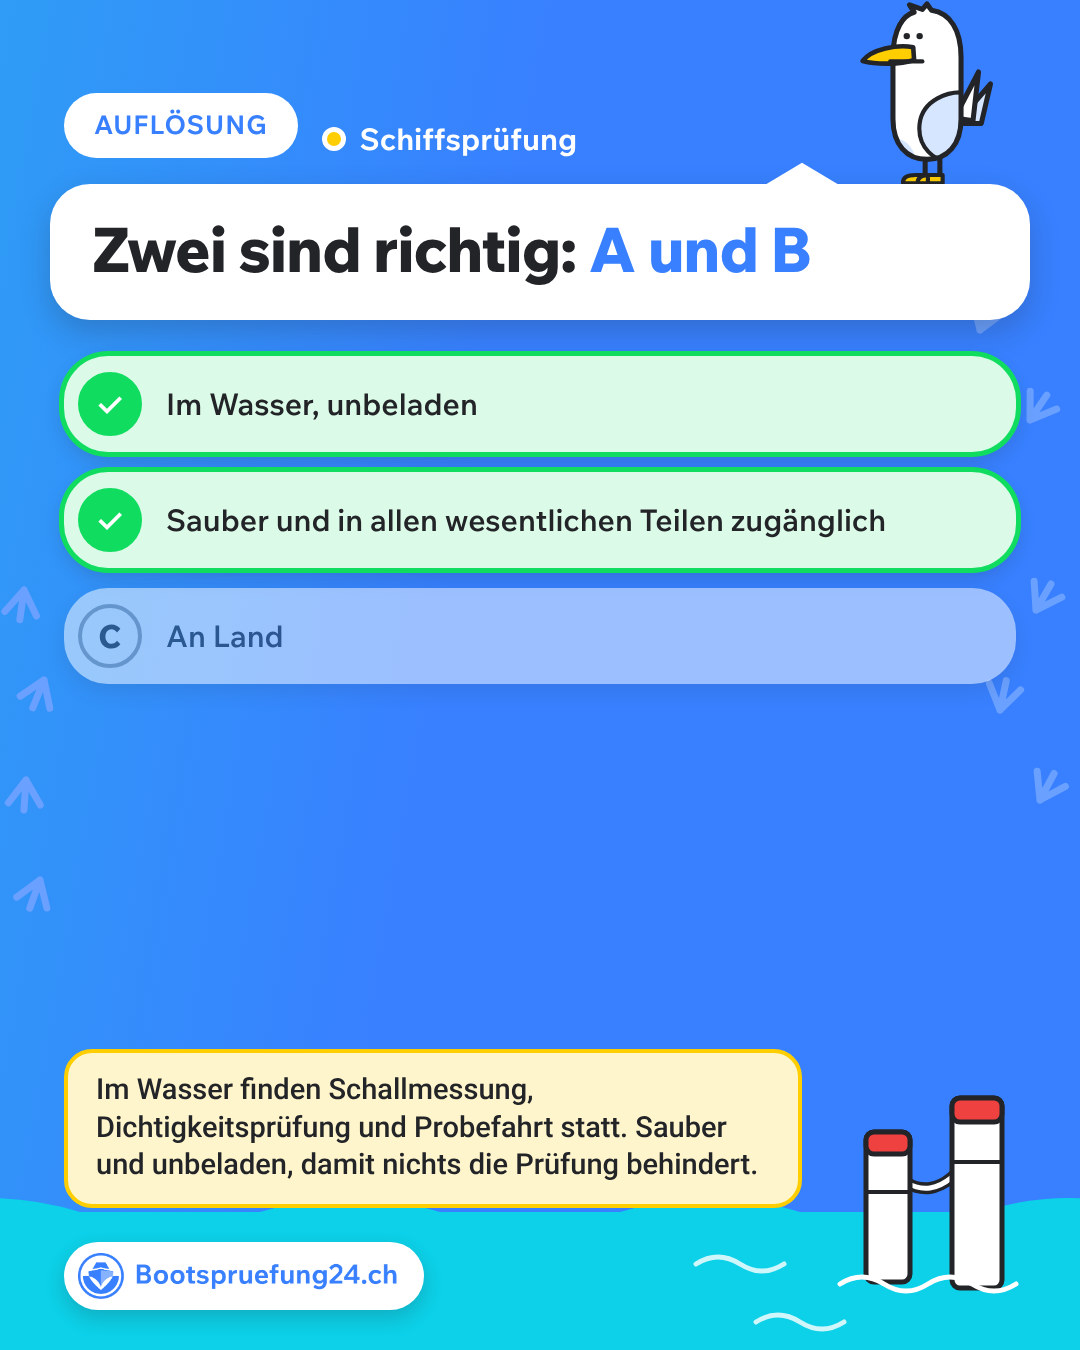 AUFLÖSUNG
Schiffsprüfung
Zwei sind richtig: A und B
Im Wasser, unbeladen
Sauber und in allen wesentlichen Teilen zugänglich
C An Land
Im Wasser finden Schallmessung,
Dichtigkeitsprüfung und Probefahrt statt. Sauber
und unbeladen, damit nichts die Prüfung behindert.
Bootspruefung24.ch